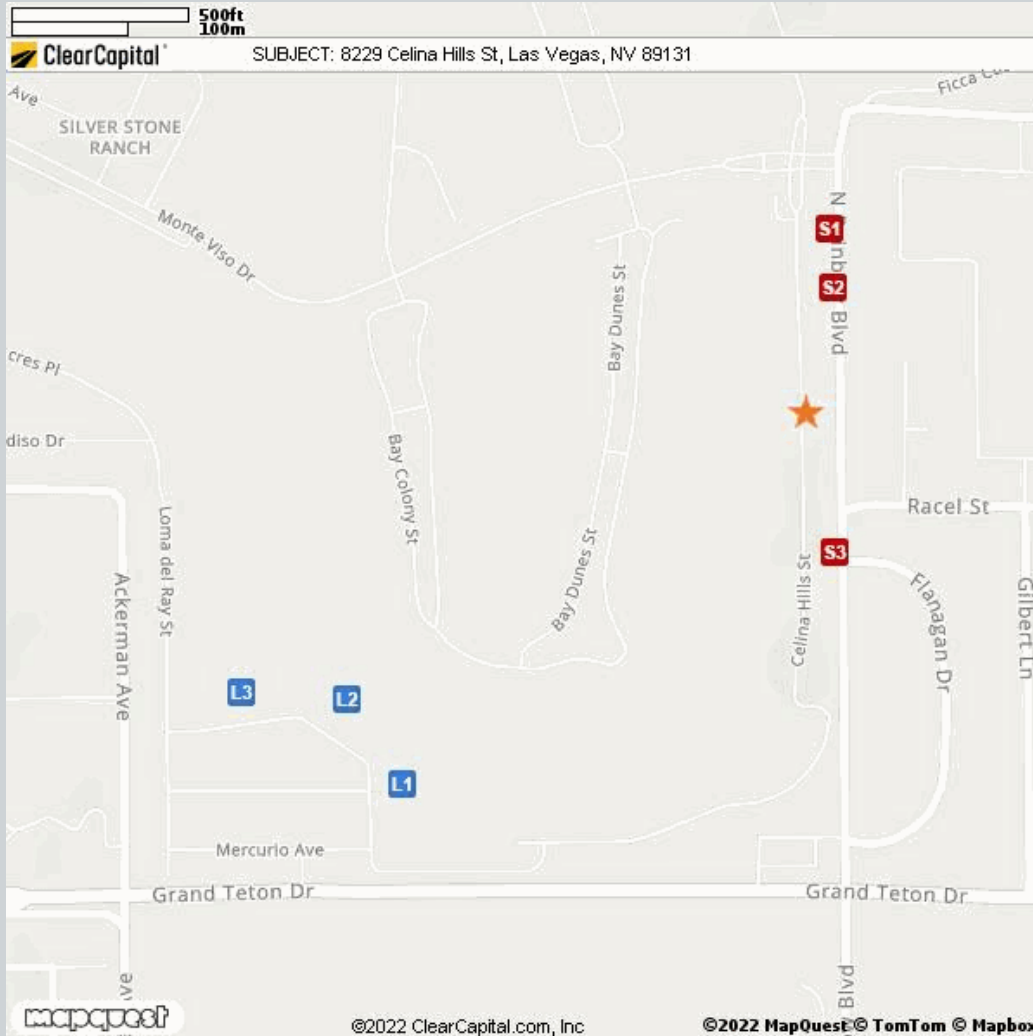 500ft
100m
ClearCapital
SUBJECT: 8229 Celina Hills St, Las Vegas, NV 89131
Ave
Ficca
SILVER STONE
RANCH
N
S1
Monte Viso Dr
S2
Blvd
Bay Dunes St
cres Pl
diso Dr
Bay Colony St
Racel St
Loma del Ray St
S3
Bay Dunes St
Celina Hills St
Flanagan Dr
Gilbert Ln
Ackerman Ave
L3
L2
L1
Mercurio Ave
Grand Teton Dr
Grand Teton Dr
Blvd
mapquest
©2022 ClearCapital.com, Inc
©2022 MapQuest © TomTom © Mapbox